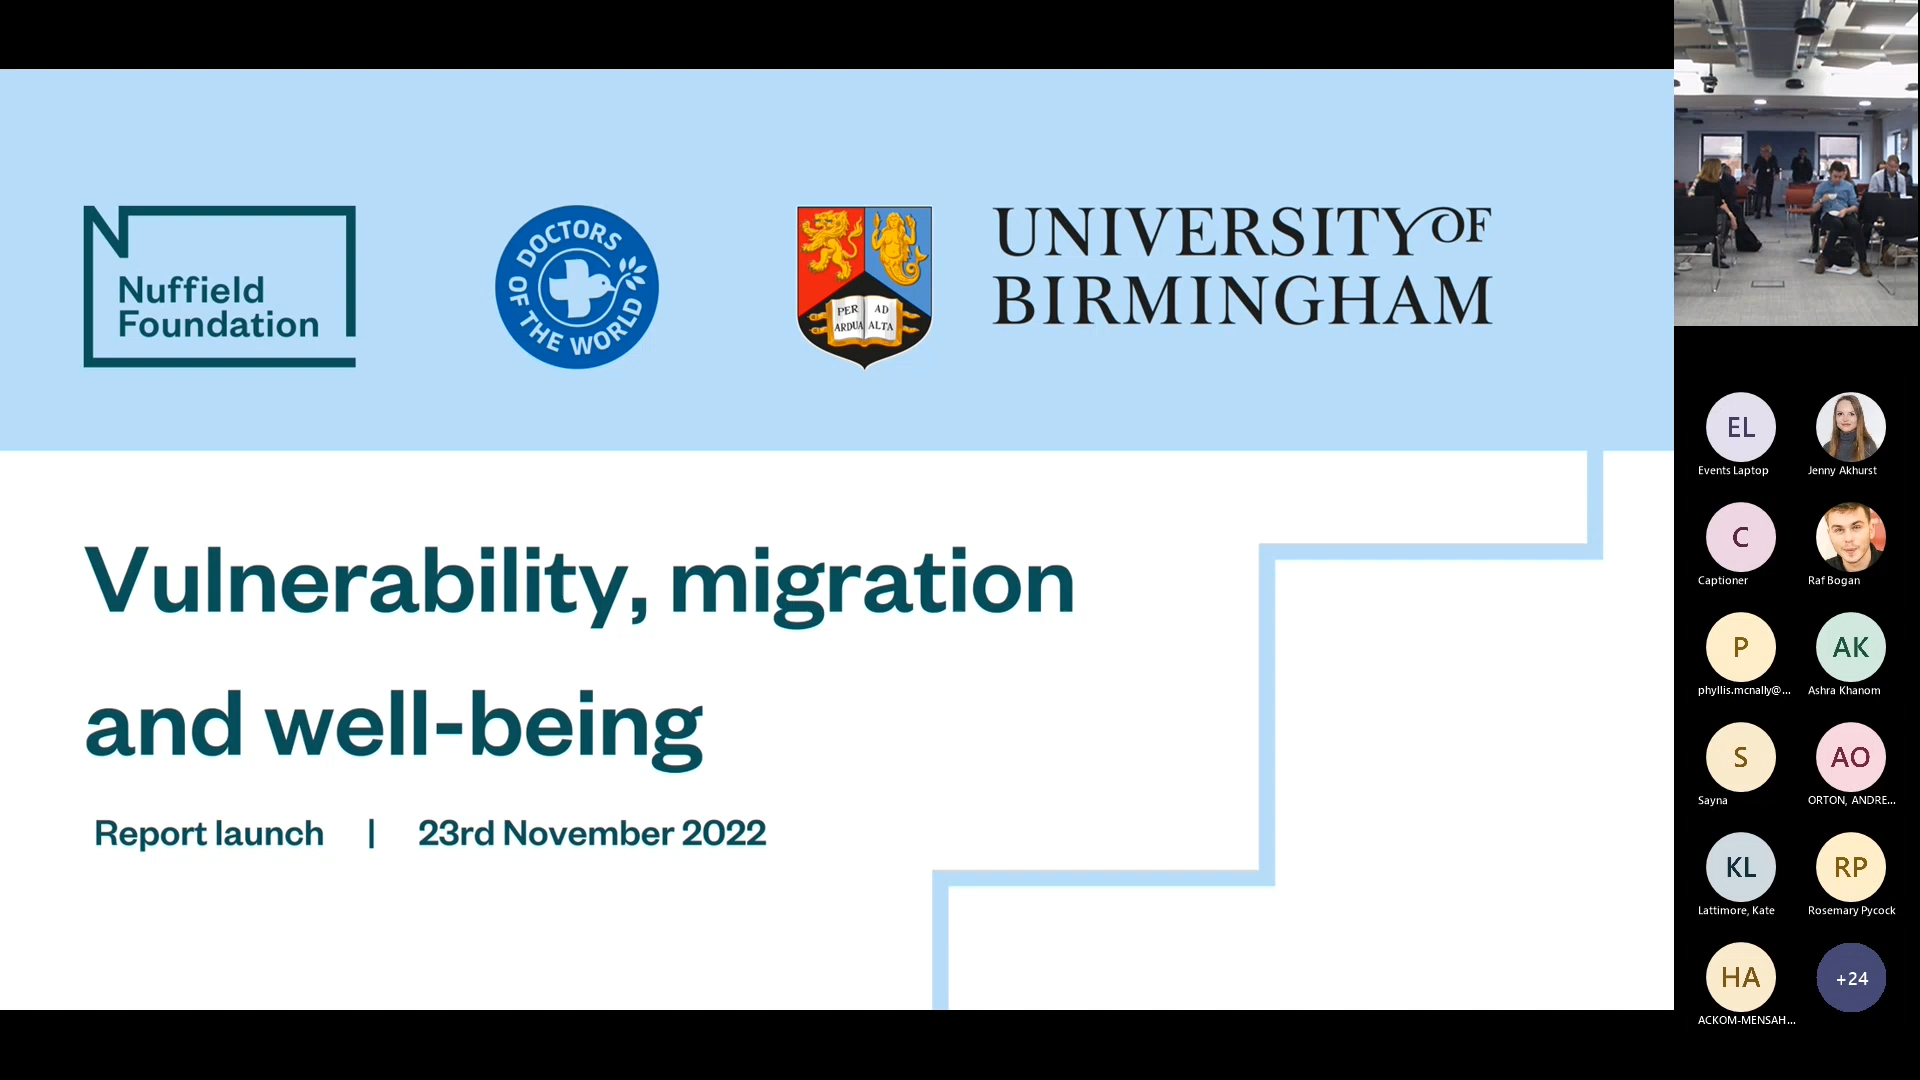 Nuffield
Foundation
DOCTORS
OF THE WORLD
PER AD
ARDUA ALTA
UNIVERSITY OF
BIRMINGHAM
Vulnerability, migration
and well-being
Report launch | 23rd November 2022
EL
Events Laptop
Jenny Akhurst
C
Captioner
Raf Bogan
P
phyllis.mcnally@...
AK
Ashra Khanom
S
Sayna
AO
ORTON, ANDRE...
KL
Lattimore, Kate
RP
Rosemary Pycock
HA
ACKOM-MENSAH...
+24